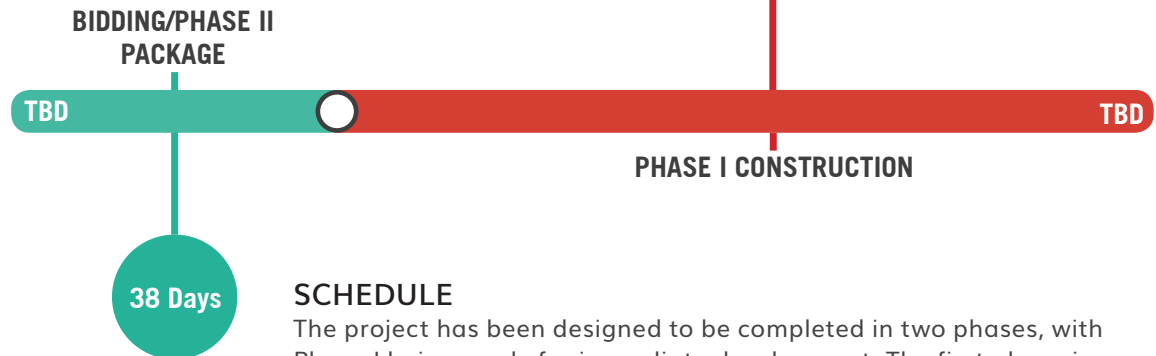 BIDDING/PHASE II
PACKAGE
TBD
TBD
PHASE I CONSTRUCTION
38 Days
SCHEDULE
The project has been designed to be completed in two phases, with